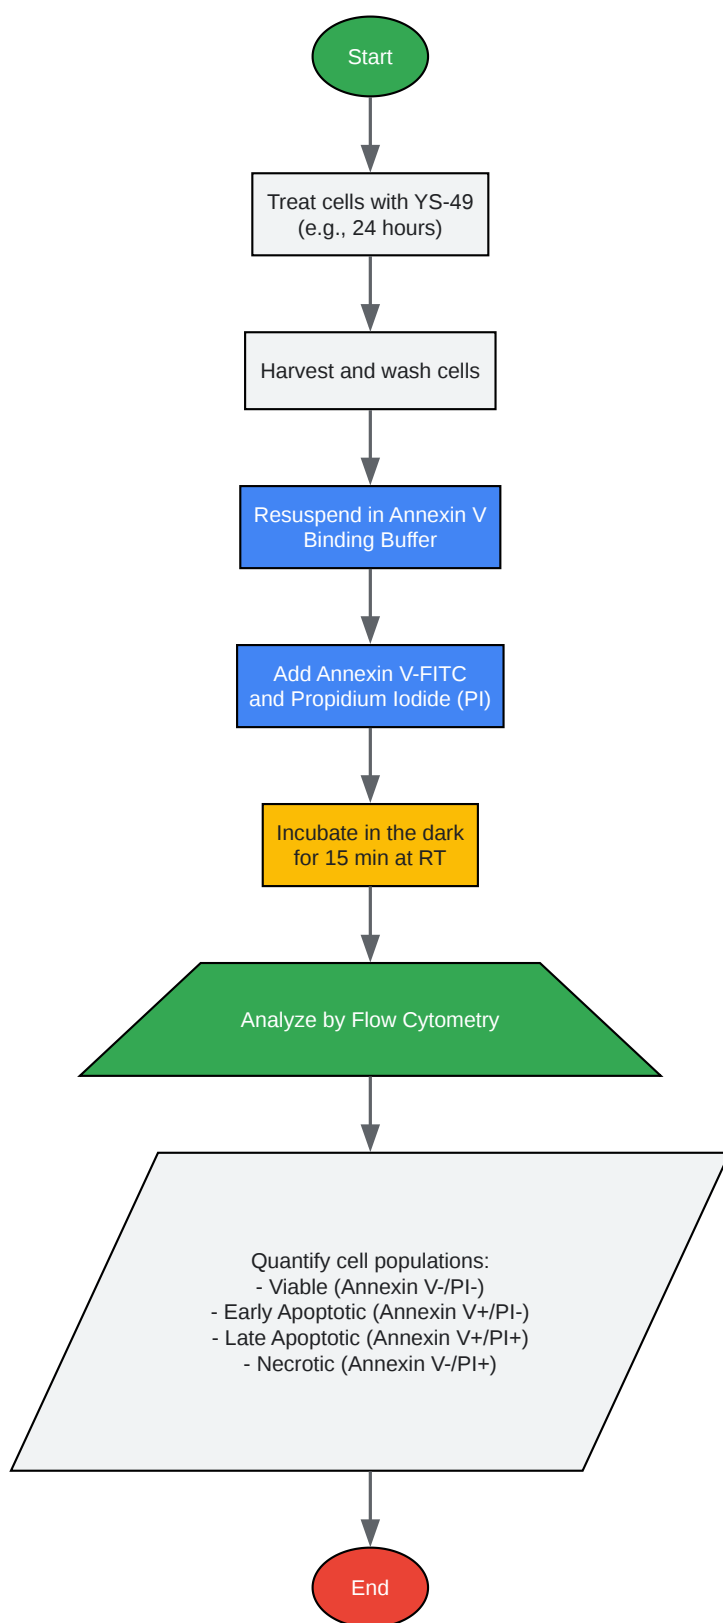 Start
Treat cells with YS-49
(e.g., 24 hours)
Harvest and wash cells
Resuspend in Annexin V
Binding Buffer
Add Annexin V-FITC
and Propidium Iodide (PI)
Incubate in the dark
for 15 min at RT
Analyze by Flow Cytometry
Quantify cell populations:
- Viable (Annexin V-/PI-)
- Early Apoptotic (Annexin V+/PI-)
- Late Apoptotic (Annexin V+/PI+)
- Necrotic (Annexin V-/PI+)
End